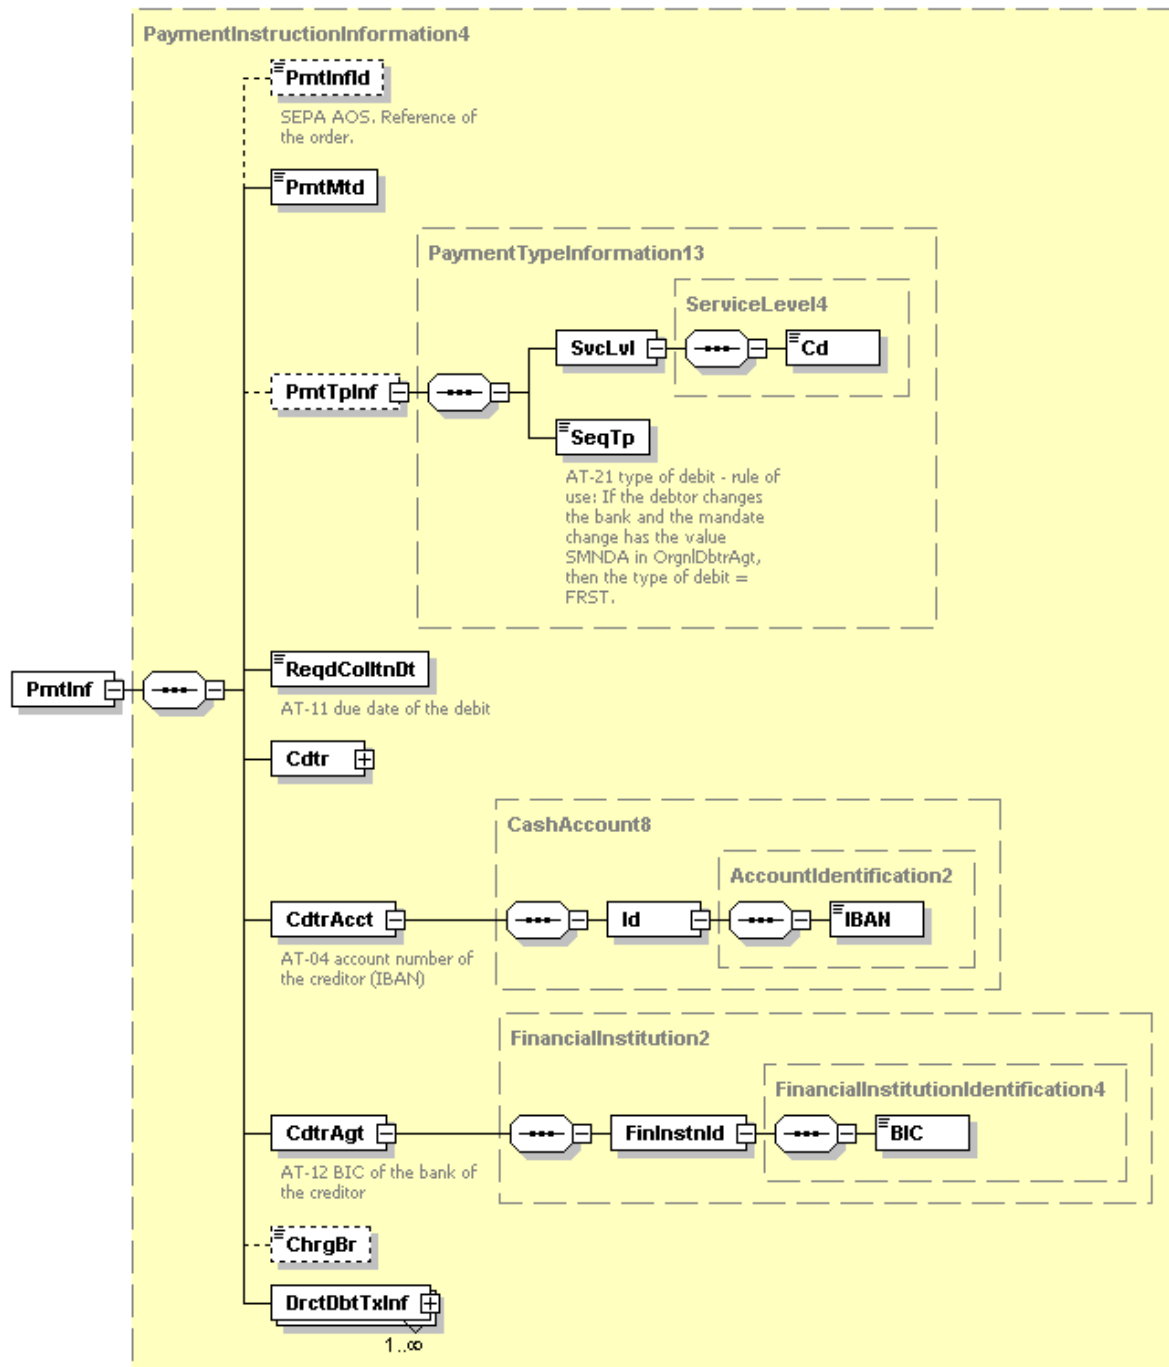 PaymentInstructionInformation4
PmtInfId
SEPA AOS. Reference of
the order.
PmtMtd
PaymentTypeInformation13
ServiceLevel4
SvcLvl
Cd
PmtTpInf
SeqTp
AT-21 type of debit - rule of
use: If the debtor changes
the bank and the mandate
change has the value
SMNDA in OrgnlDbtrAgt,
then the type of debit =
FRST.
ReqdColltnDt
PmtInf
AT-11 due date of the debit
Cdtr
CashAccount8
AccountIdentification2
CdtrAcct
Id
IBAN
AT-04 account number of
the creditor (IBAN)
FinancialInstitution2
FinancialInstitutionIdentification4
CdtrAgt
FinInstnId
BIC
AT-12 BIC of the bank of
the creditor
ChrgBr
DrctDbtTxInf
1..∞